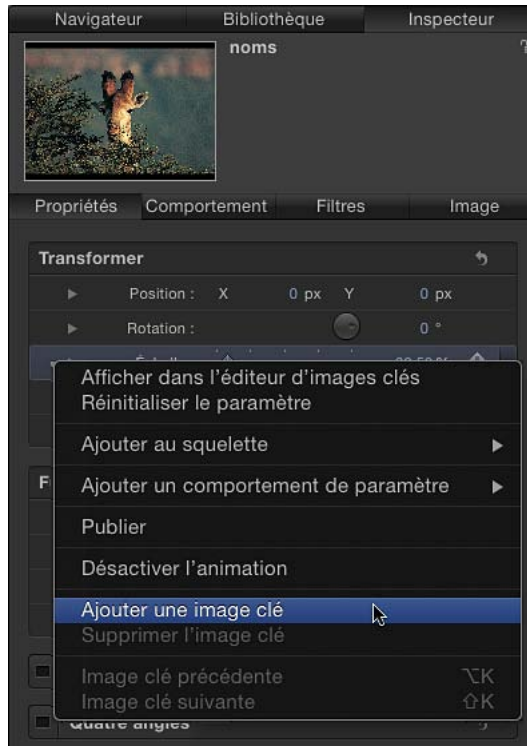 Navigateur Bibliothèque Inspecteur
noms
Propriétés Comportement Filtres Image
Transformer
Position : X 0 px Y 0 px
Rotation : 0 °
Afficher dans l'éditeur d'images clés
Réinitialiser le paramètre
Ajouter au squelette
Ajouter un comportement de paramètre
Publier
Désactiver l'animation
Ajouter une image clé
Supprimer l'image clé
Image clé précédente ⌥K
Image clé suivante ⇧K
Quatre angles